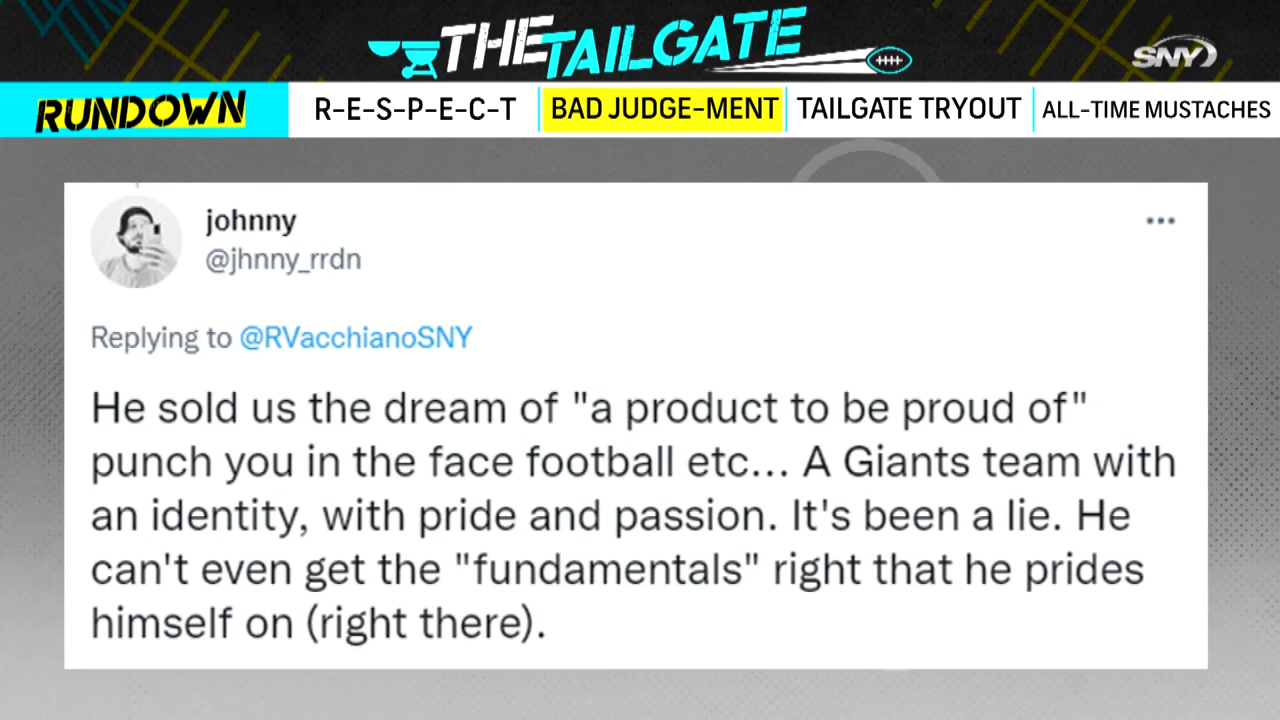 THE TAILGATE
SNY
RUNDOWN
R-E-S-P-E-C-T
BAD JUDGE-MENT
TAILGATE TRYOUT
ALL-TIME MUSTACHES
johnny
@jhnny_rrdn
Replying to @RVacchianoSNY
He sold us the dream of "a product to be proud of"
punch you in the face football etc... A Giants team with
an identity, with pride and passion. It's been a lie. He
can't even get the "fundamentals" right that he prides
himself on (right there).